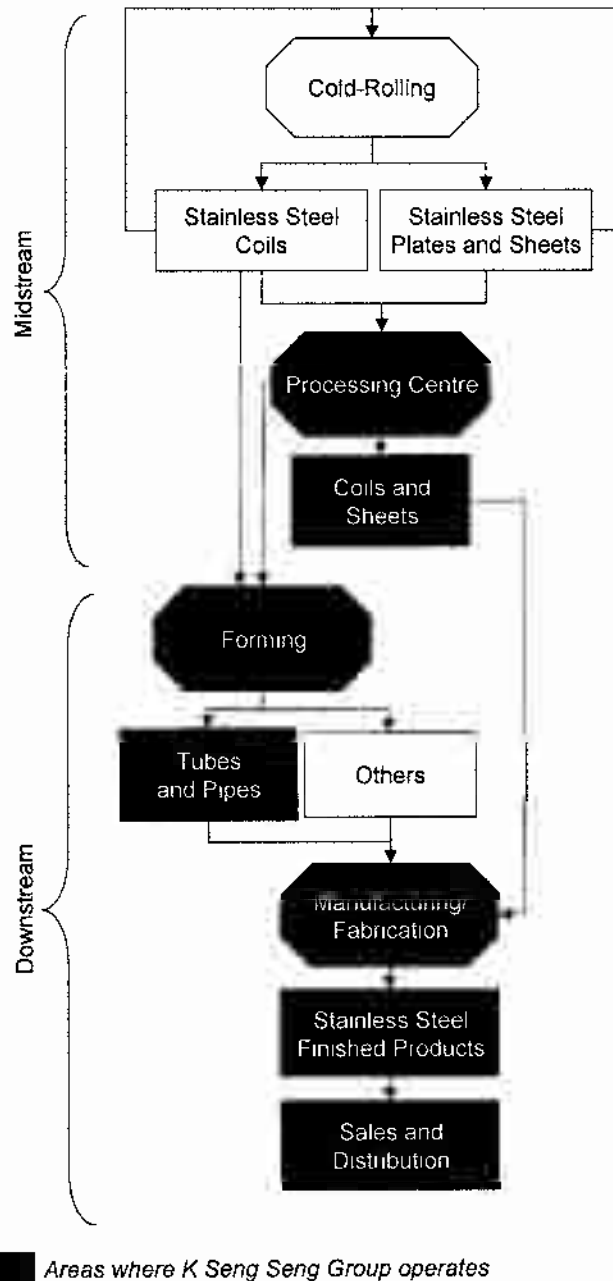 Cold-Rolling
Stainless Steel
Coils
Stainless Steel
Plates and Sheets
Midstream
Processing Centre
Coils and
Sheets
Forming
Tubes
and Pipes
Others
Downstream
Manufacturing/
Fabrication
Stainless Steel
Finished Products
Sales and
Distribution
Areas where K Seng Seng Group operates